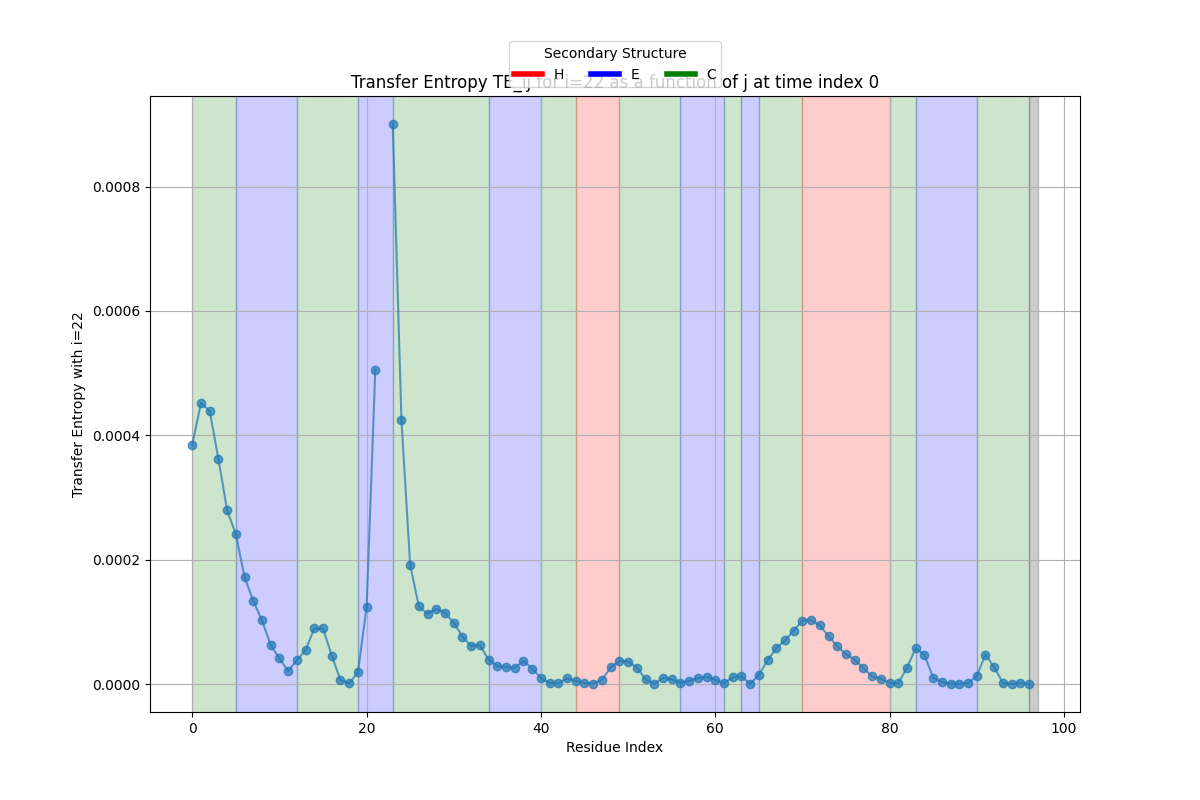 Secondary Structure
H E C
Transfer Entropy TE_ij for i=22 as a function of j at time index 0
Transfer Entropy with i=22
0.0008
0.0006
0.0004
0.0002
0.0000
0 20 40 60 80 100
Residue Index